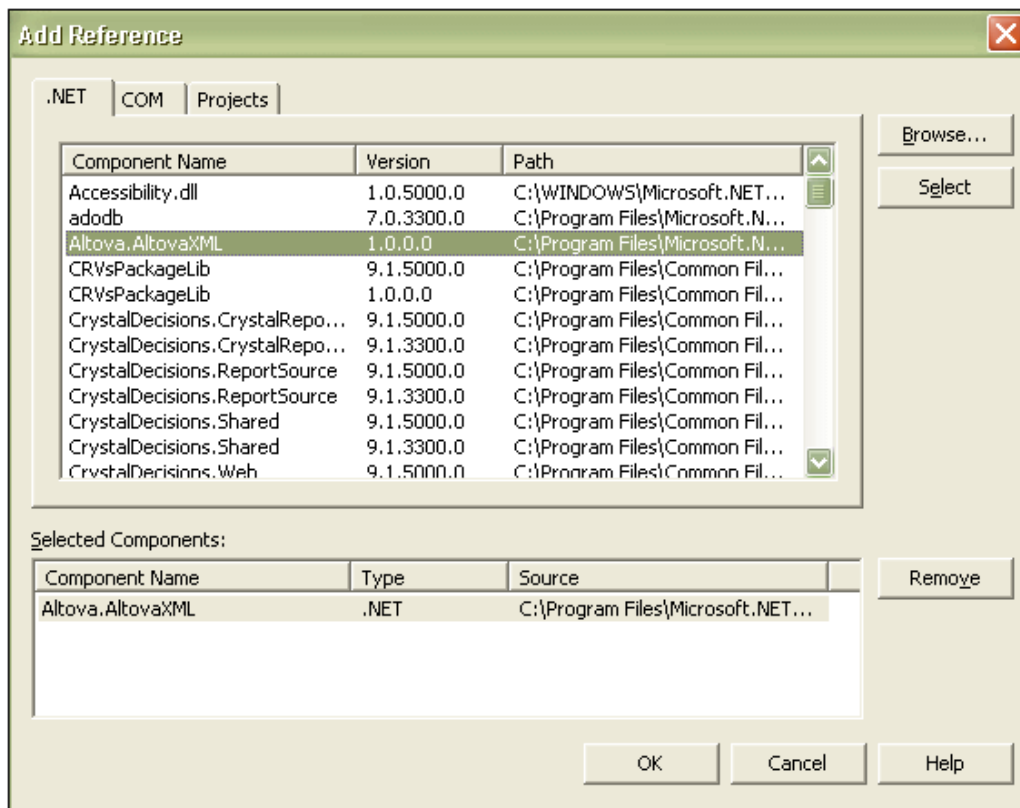 Add Reference
.NET COM Projects
Browse...
Select
Component Name Version Path
Accessibility.dll 1.0.5000.0 C:\WINDOWS\Microsoft.NET...
adodb 7.0.3300.0 C:\Program Files\Microsoft.N...
Altova.AltovaXML 1.0.0.0 C:\Program Files\Microsoft.N...
CRVsPackageLib 9.1.5000.0 C:\Program Files\Common Fil...
CRVsPackageLib 1.0.0.0 C:\Program Files\Common Fil...
CrystalDecisions.CrystalRepo... 9.1.5000.0 C:\Program Files\Common Fil...
CrystalDecisions.CrystalRepo... 9.1.3300.0 C:\Program Files\Common Fil...
CrystalDecisions.ReportSource 9.1.5000.0 C:\Program Files\Common Fil...
CrystalDecisions.ReportSource 9.1.3300.0 C:\Program Files\Common Fil...
CrystalDecisions.Shared 9.1.5000.0 C:\Program Files\Common Fil...
CrystalDecisions.Shared 9.1.3300.0 C:\Program Files\Common Fil...
CrystalDecisions.Web 9.1.5000.0 C:\Program Files\Common Fil...
Selected Components:
Component Name Type Source
Altova.AltovaXML .NET C:\Program Files\Microsoft.NET...
Remove
OK Cancel Help